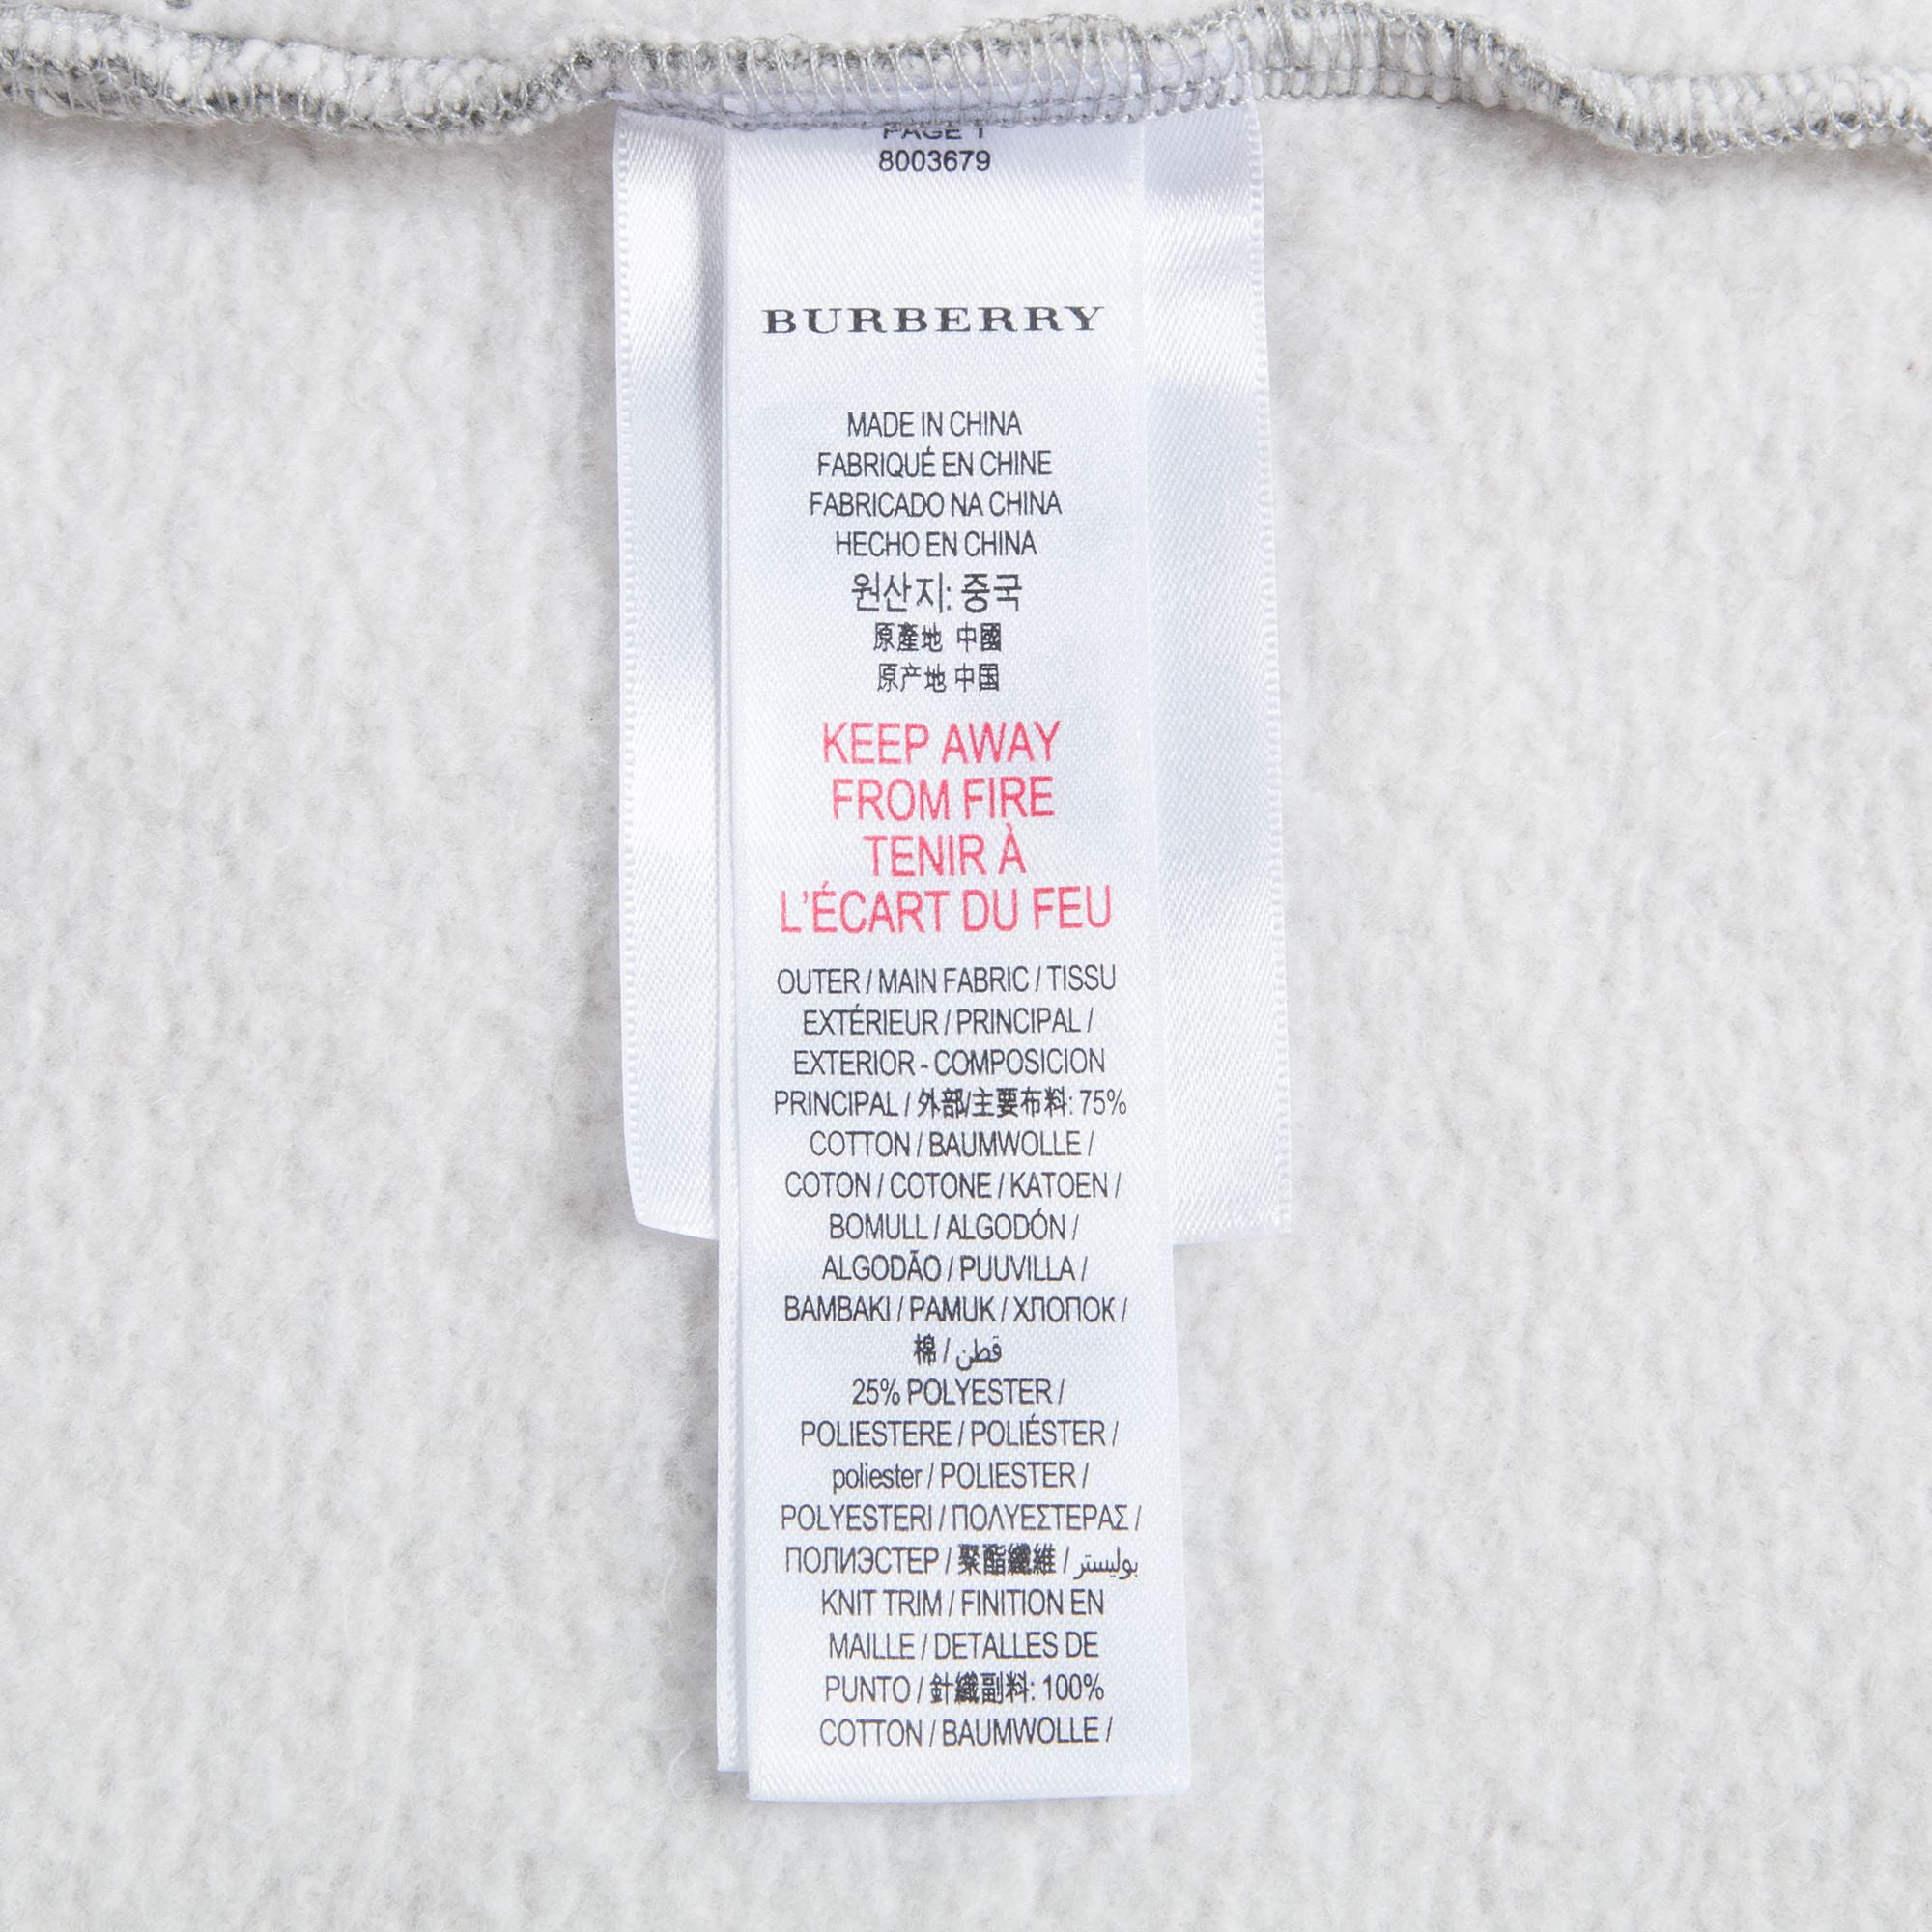 PAGE 1
8003679
BURBERRY
MADE IN CHINA
FABRIQUÉ EN CHINE
FABRICADO NA CHINA
HECHO EN CHINA
원산지: 중국
原產地 中國
原产地 中国
KEEP AWAY
FROM FIRE
TENIR À
L'ÉCART DU FEU
OUTER / MAIN FABRIC / TISSU
EXTÉRIEUR / PRINCIPAL /
EXTERIOR - COMPOSICION
PRINCIPAL / 外部/主要布料: 75%
COTTON / BAUMWOLLE /
COTON / COTONE / KATOEN /
BOMULL / ALGODÓN /
ALGODÃO / PUUVILLA /
BAMBAKI / PAMUK / ХЛОПОК /
棉 / قطن
25% POLYESTER /
POLIESTERE / POLIÉSTER /
poliester / POLIESTER /
POLYESTERI / ΠΟΛΥΕΣΤΕΡΑΣ /
ПОЛИЭСТЕР / 聚酯纖維 / بوليستر
KNIT TRIM / FINITION EN
MAILLE / DETALLES DE
PUNTO / 針織副料: 100%
COTTON / BAUMWOLLE /